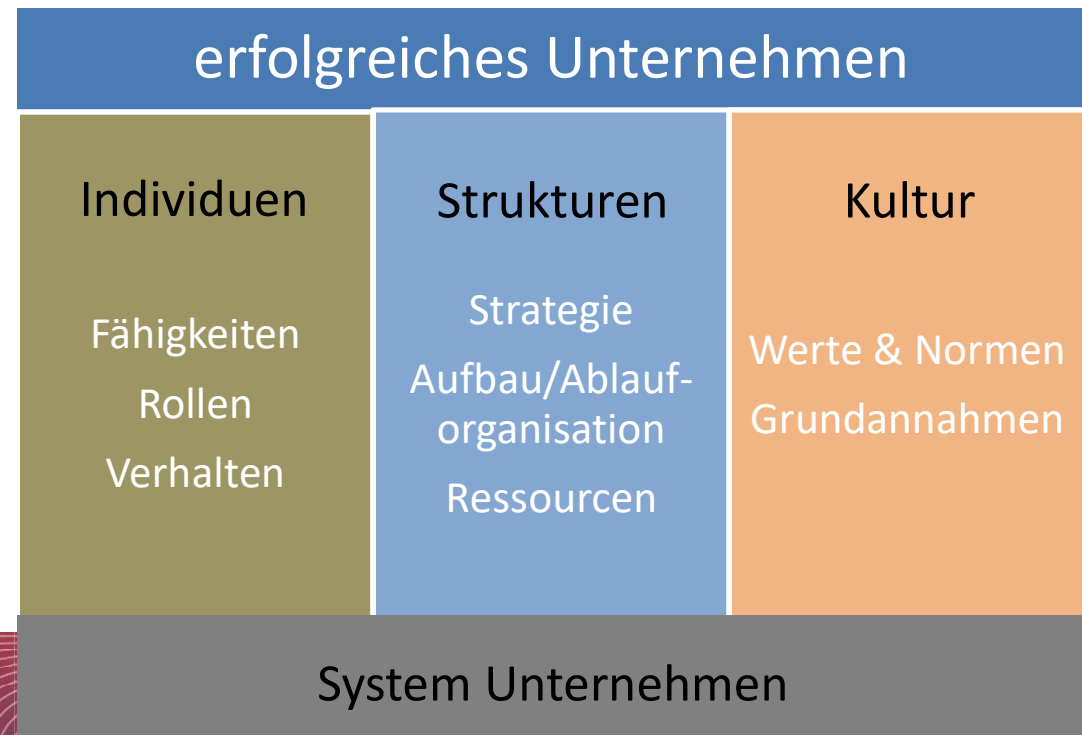 erfolgreiches Unternehmen
Individuen
Fähigkeiten
Rollen
Verhalten
Strukturen
Strategie
Aufbau/Ablauf-
organisation
Ressourcen
Kultur
Werte & Normen
Grundannahmen
System Unternehmen